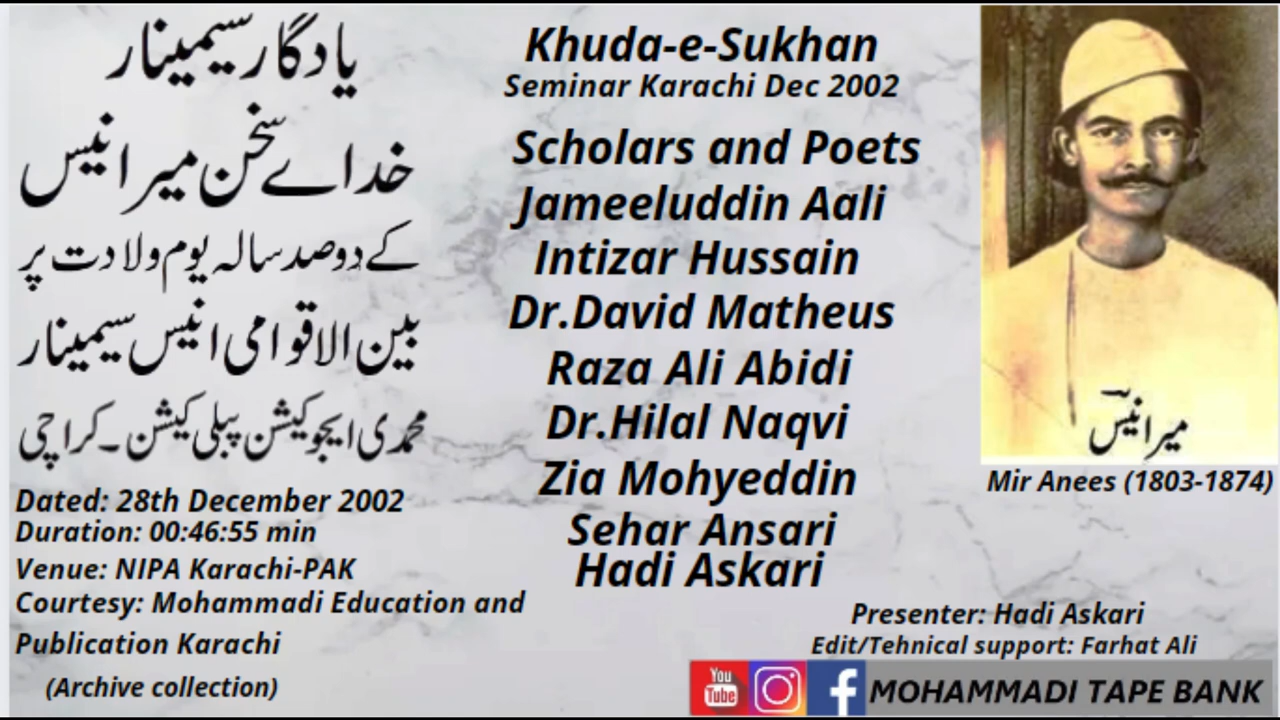 یادگار سیمینار
خداۓ سخن میر انیس
کے دو صد سالہ یوم ولادت پر
بین الاقوامی انیس سیمینار
محمدی ایجوکیشن پبلی کیشن۔ کراچی
Dated: 28th December 2002
Duration: 00:46:55 min
Venue: NIPA Karachi-PAK
Courtesy: Mohammadi Education and
Publication Karachi
(Archive collection)
Khuda-e-Sukhan
Seminar Karachi Dec 2002
Scholars and Poets
Jameeluddin Aali
Intizar Hussain
Dr.David Matheus
Raza Ali Abidi
Dr.Hilal Naqvi
Zia Mohyeddin
Sehar Ansari
Hadi Askari
میر انیسؔ
Mir Anees (1803-1874)
Presenter: Hadi Askari
Edit/Tehnical support: Farhat Ali
You
Tube
MOHAMMADI TAPE BANK